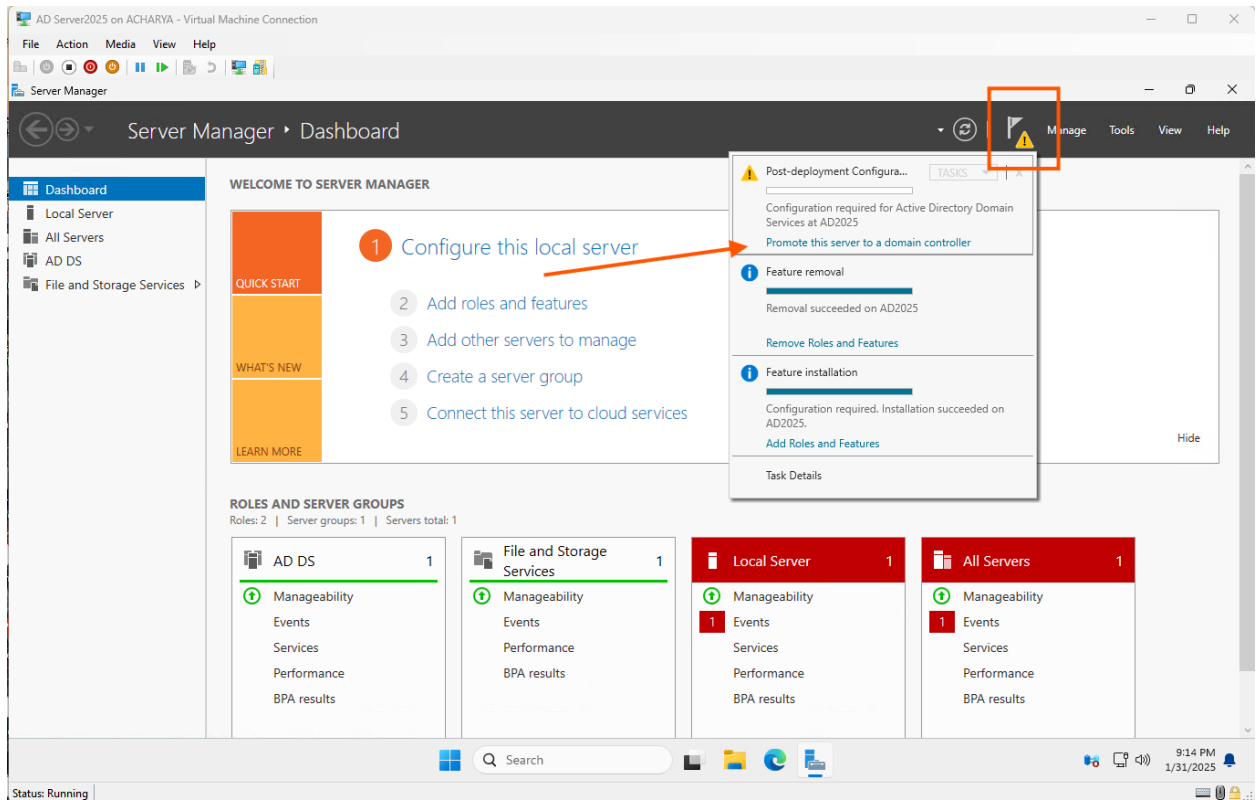 AD Server2025 on ACHARYA - Virtual Machine Connection
File Action Media View Help
Server Manager
Server Manager • Dashboard
Manage Tools View Help
Dashboard
Local Server
All Servers
AD DS
File and Storage Services
WELCOME TO SERVER MANAGER
QUICK START
WHAT'S NEW
LEARN MORE
1 Configure this local server
2 Add roles and features
3 Add other servers to manage
4 Create a server group
5 Connect this server to cloud services
Hide
Post-deployment Configura...
TASKS
Configuration required for Active Directory Domain
Services at AD2025
Promote this server to a domain controller
Feature removal
Removal succeeded on AD2025
Remove Roles and Features
Feature installation
Configuration required. Installation succeeded on
AD2025.
Add Roles and Features
Task Details
ROLES AND SERVER GROUPS
Roles: 2 | Server groups: 1 | Servers total: 1
AD DS 1
Manageability
Events
Services
Performance
BPA results
File and Storage
Services 1
Manageability
Events
Performance
BPA results
Local Server 1
Manageability
1 Events
Services
Performance
BPA results
All Servers 1
Manageability
1 Events
Services
Performance
BPA results
Search
9:14 PM
1/31/2025
Status: Running